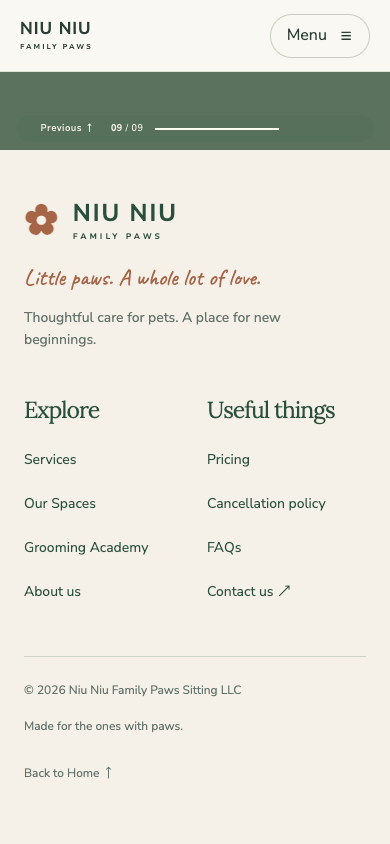 NIU NIU
FAMILY PAWS
Menu ≡
Previous ↑ 09 / 09
NIU NIU
FAMILY PAWS
Little paws. A whole lot of love.
Thoughtful care for pets. A place for new
beginnings.
Explore
Services
Our Spaces
Grooming Academy
About us
Useful things
Pricing
Cancellation policy
FAQs
Contact us ↗
© 2026 Niu Niu Family Paws Sitting LLC
Made for the ones with paws.
Back to Home ↑